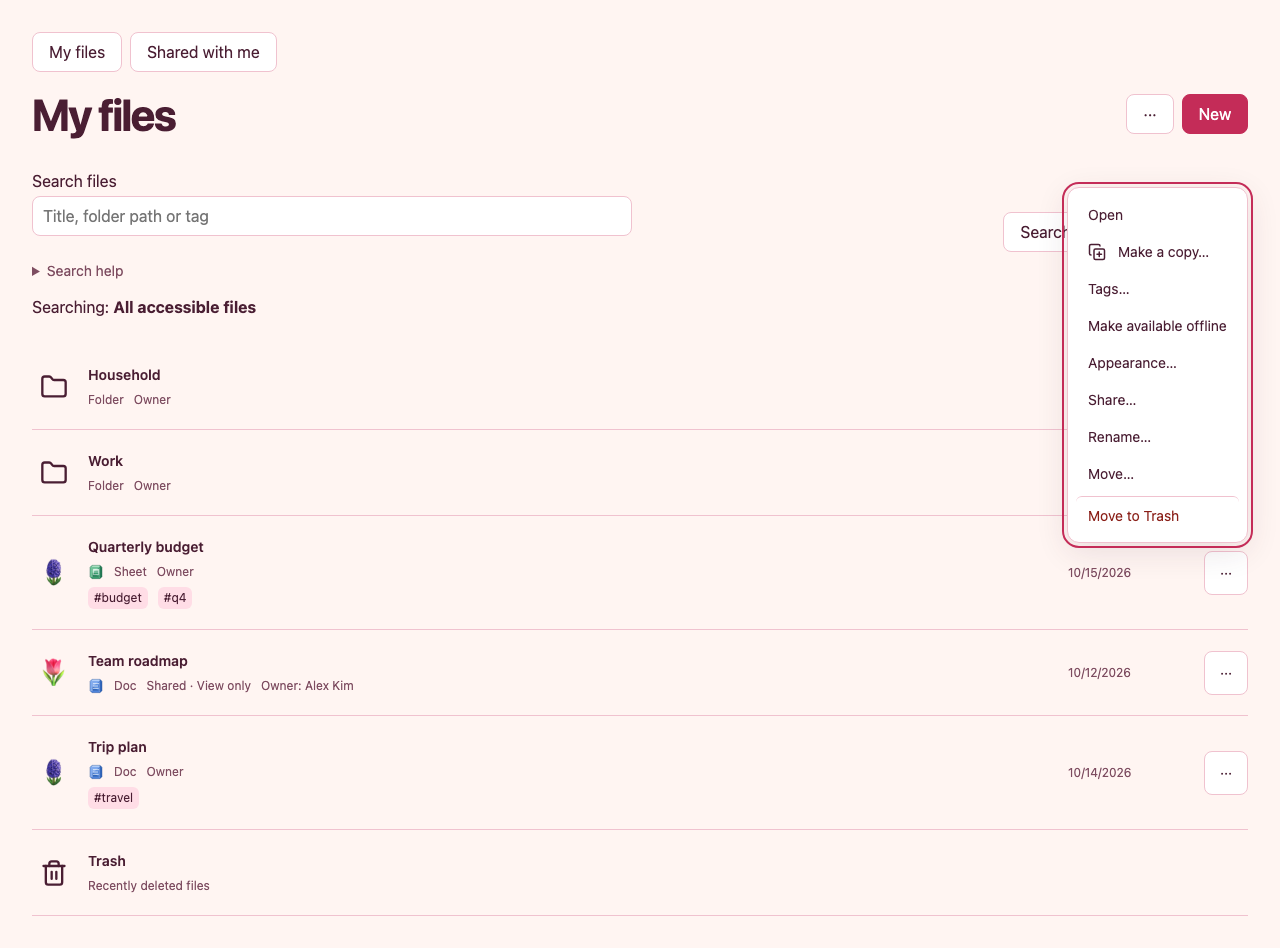 My files
Shared with me
My files
...
New
Search files
Title, folder path or tag
Search
Search help
Searching: All accessible files
Open
Make a copy...
Tags...
Make available offline
Appearance...
Share...
Rename...
Move...
Move to Trash
Household
Folder Owner
Work
Folder Owner
Quarterly budget
Sheet Owner
#budget #q4
10/15/2026
...
Team roadmap
Doc Shared · View only Owner: Alex Kim
10/12/2026
...
Trip plan
Doc Owner
#travel
10/14/2026
...
Trash
Recently deleted files